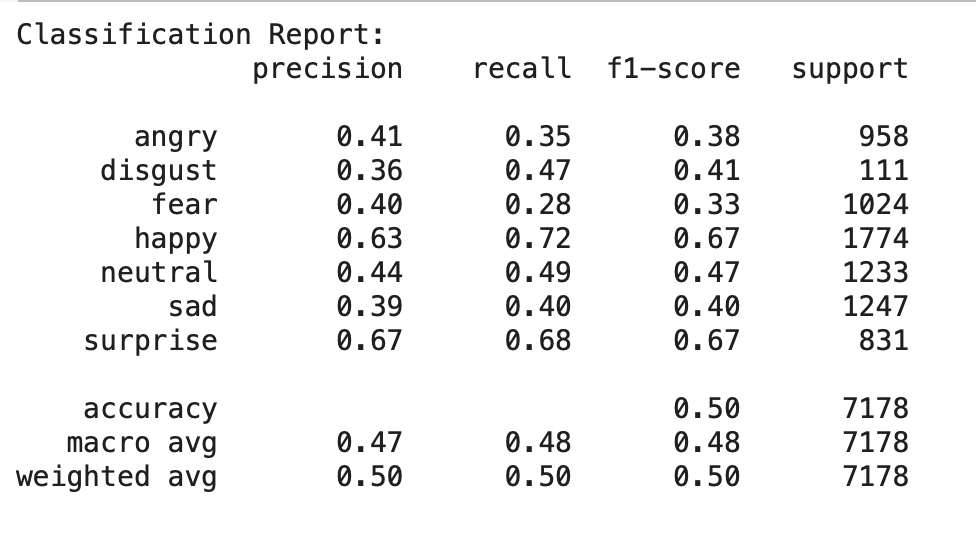 Classification Report:
precision recall f1-score support
angry 0.41 0.35 0.38 958
disgust 0.36 0.47 0.41 111
fear 0.40 0.28 0.33 1024
happy 0.63 0.72 0.67 1774
neutral 0.44 0.49 0.47 1233
sad 0.39 0.40 0.40 1247
surprise 0.67 0.68 0.67 831
accuracy 0.50 7178
macro avg 0.47 0.48 0.48 7178
weighted avg 0.50 0.50 0.50 7178